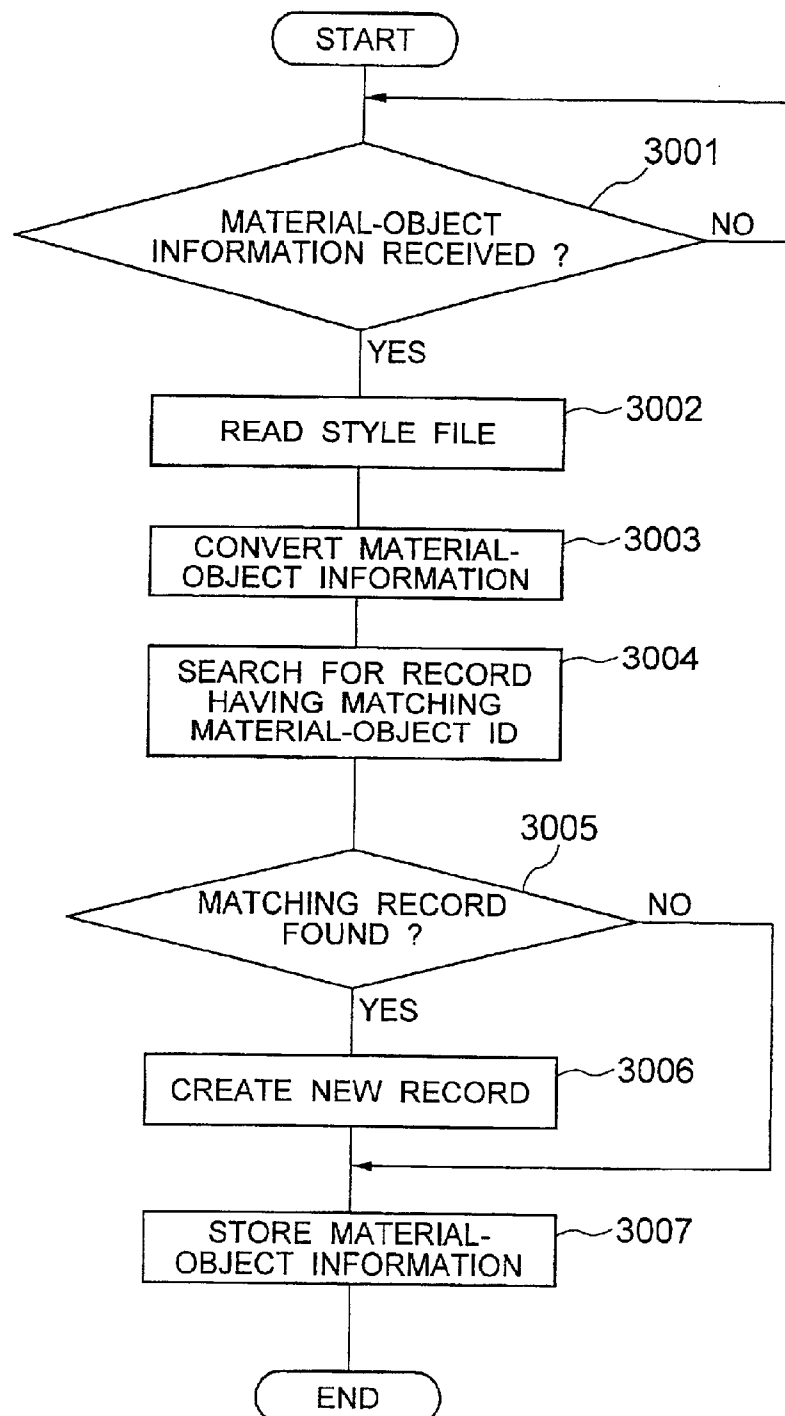 START
3001
MATERIAL-OBJECT
INFORMATION RECEIVED ?
NO
YES
READ STYLE FILE
3002
CONVERT MATERIAL-
OBJECT INFORMATION
3003
SEARCH FOR RECORD
HAVING MATCHING
MATERIAL-OBJECT ID
3004
3005
MATCHING RECORD
FOUND ?
NO
YES
CREATE NEW RECORD
3006
STORE MATERIAL-
OBJECT INFORMATION
3007
END